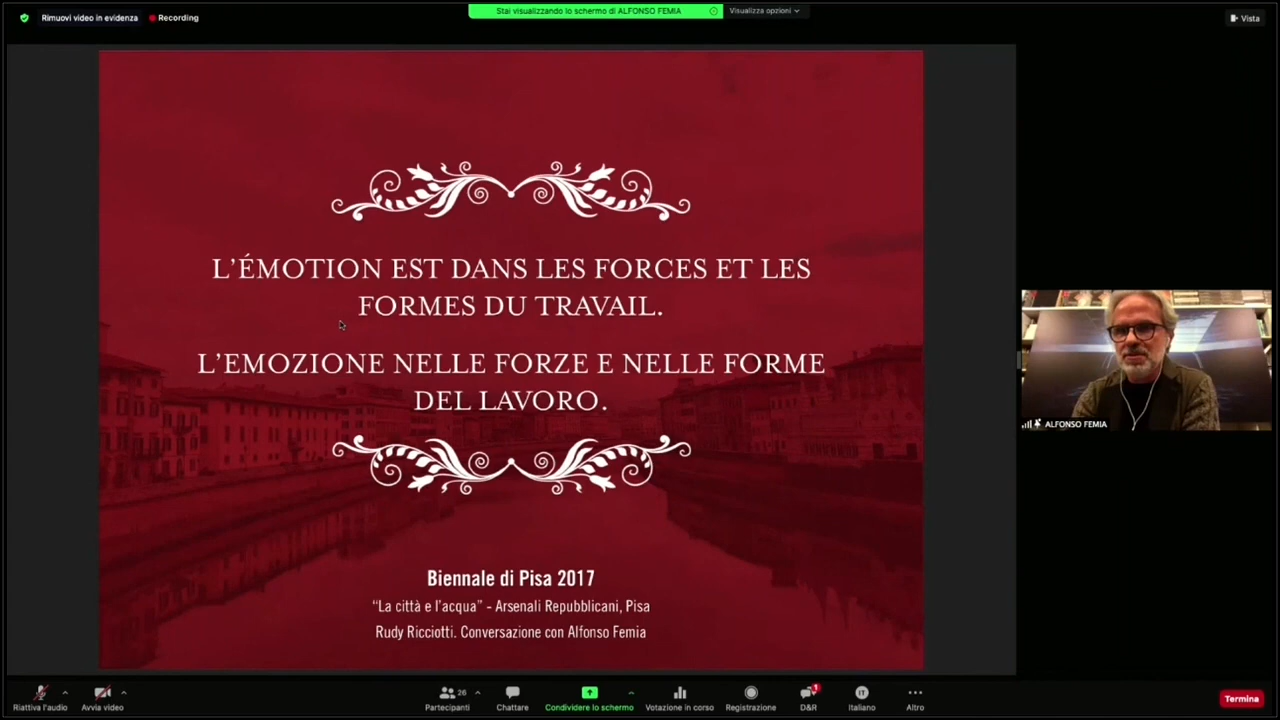 Rimuovi video in evidenza
Recording
Stai visualizzando lo schermo di ALFONSO FEMIA
Visualizza opzioni
Vista
L'ÉMOTION EST DANS LES FORCES ET LES
FORMES DU TRAVAIL.
L'EMOZIONE NELLE FORZE E NELLE FORME
DEL LAVORO.
ALFONSO FEMIA
Biennale di Pisa 2017
“La città e l'acqua” - Arsenali Repubblicani, Pisa
Rudy Ricciotti. Conversazione con Alfonso Femia
Riattiva l'audio
Avvia video
26
Partecipanti
Chattare
Condividere lo schermo
Votazione in corso
Registrazione
1
D&R
IT
Italiano
Altro
Termina